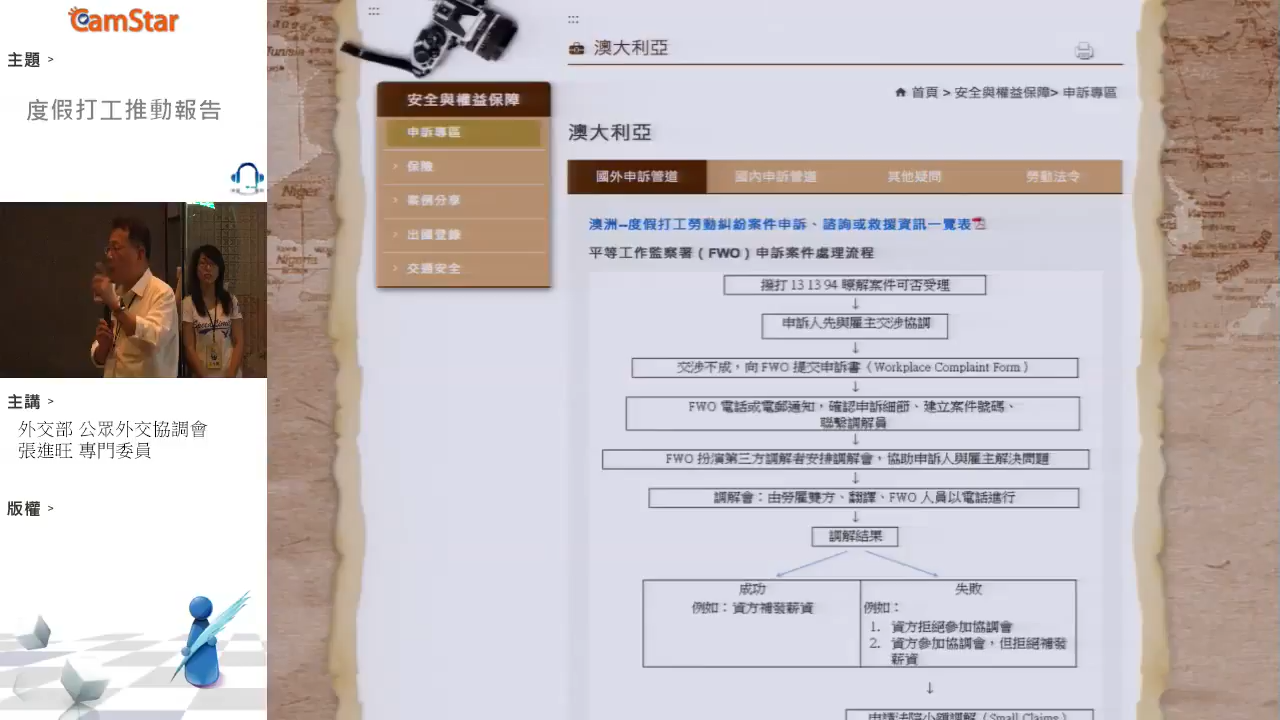 CamStar
主題 >
度假打工推動報告
主講 >
外交部 公眾外交協調會
張進旺 專門委員
版權 >
:::
安全與權益保障
申訴專區
› 保險
› 案例分享
› 出國登錄
› 交通安全
:::
澳大利亞
首頁 > 安全與權益保障> 申訴專區
澳大利亞
國外申訴管道
國內申訴管道
其他疑問
勞動法令
澳洲--度假打工勞動糾紛案件申訴、諮詢或救援資訊一覽表
平等工作監察署（FWO）申訴案件處理流程
撥打 13 13 94 瞭解案件可否受理
↓
申訴人先與雇主交涉協調
↓
交涉不成，向 FWO 提交申訴書（Workplace Complaint Form）
↓
FWO 電話或電郵通知，確認申訴細節、建立案件號碼、
聯繫調解員
↓
FWO 扮演第三方調解者安排調解會，協助申訴人與雇主解決問題
↓
調解會：由勞雇雙方、翻譯、FWO 人員以電話進行
↓
調解結果
成功
例如：資方補發薪資
失敗
例如：
1. 資方拒絕參加協調會
2. 資方參加協調會，但拒絕補發
薪資
↓
申請法院小額調解（Small Claims）
Tunisia
Niger
Nigeria